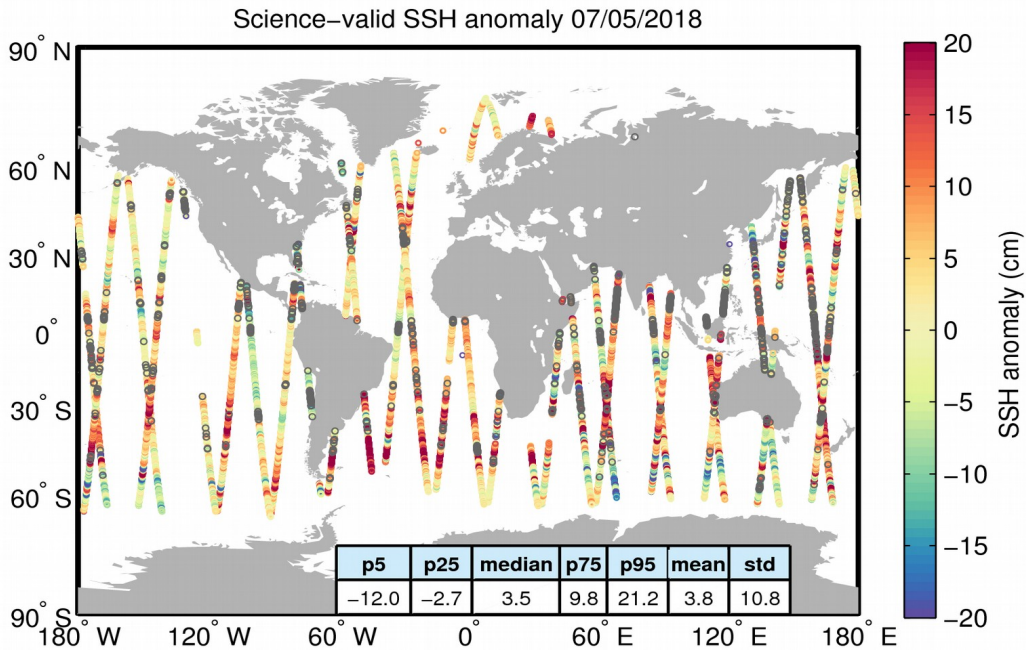 Science−valid SSH anomaly 07/05/2018
90° N
60° N
30° N
0°
30° S
60° S
90° S
180° W
120° W
60° W
0°
60° E
120° E
180° E
p5 p25 median p75 p95 mean std
−12.0 −2.7 3.5 9.8 21.2 3.8 10.8
20
15
10
5
0
−5
−10
−15
−20
SSH anomaly (cm)